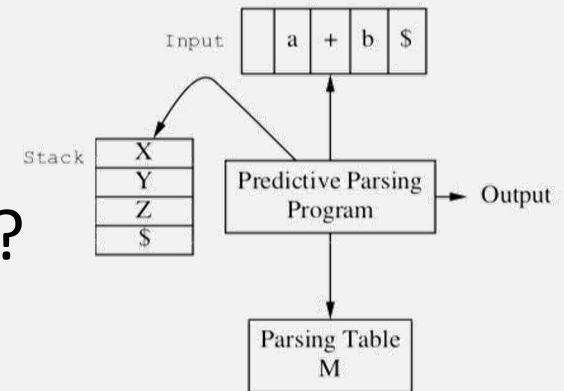 Input
a + b $
Stack
X
Y
Z
$
?
Predictive Parsing
Program
Output
Parsing Table
M